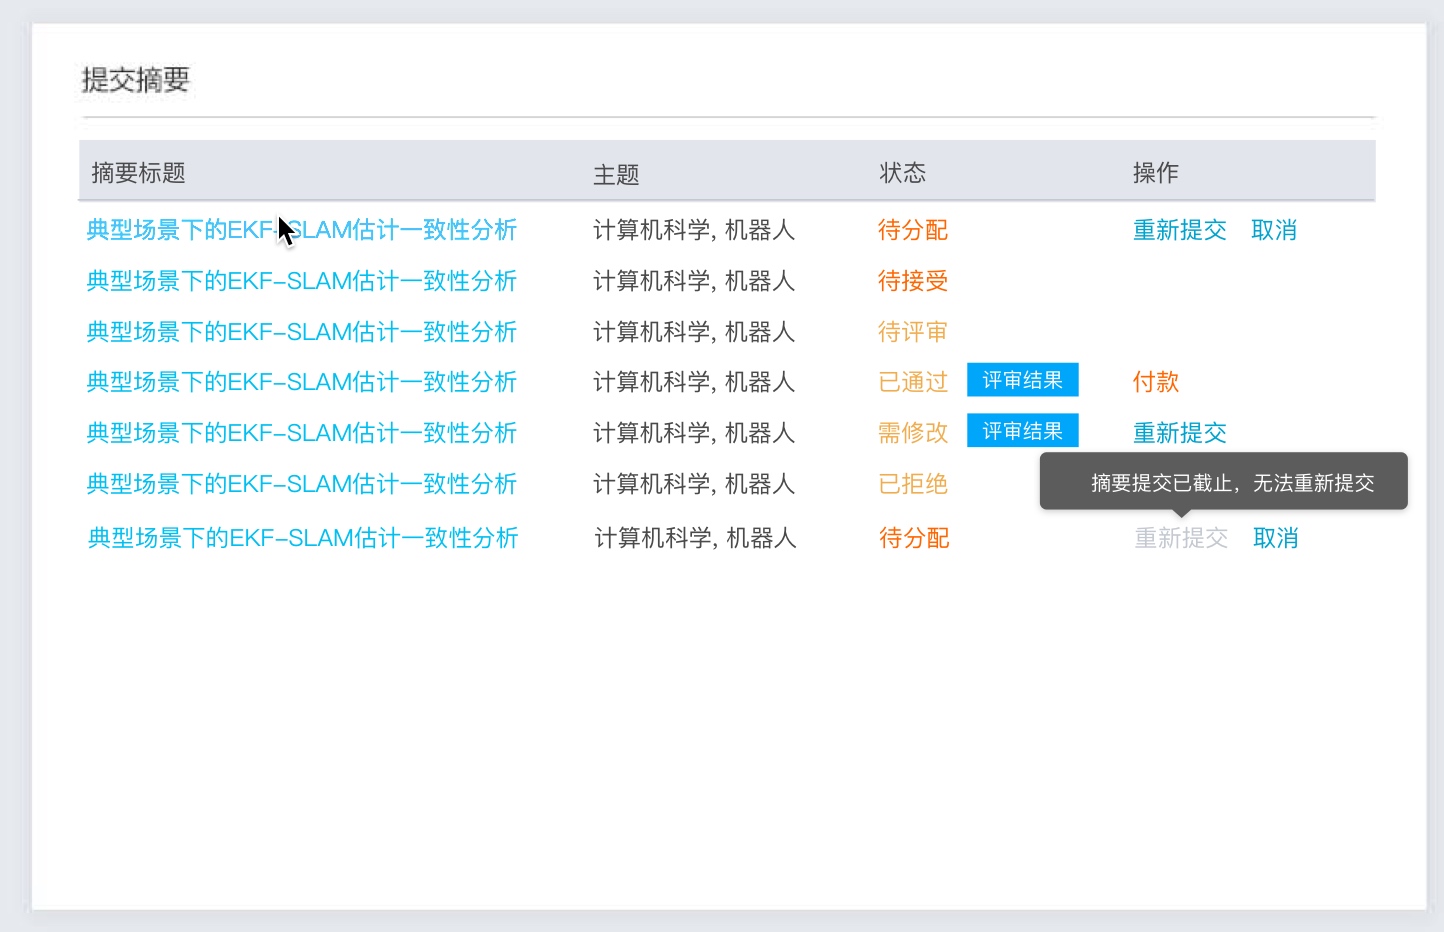 提交摘要
摘要标题 主题 状态 操作
典型场景下的EKF-SLAM估计一致性分析 计算机科学, 机器人 待分配 重新提交 取消
典型场景下的EKF-SLAM估计一致性分析 计算机科学, 机器人 待接受
典型场景下的EKF-SLAM估计一致性分析 计算机科学, 机器人 待评审
典型场景下的EKF-SLAM估计一致性分析 计算机科学, 机器人 已通过 评审结果 付款
典型场景下的EKF-SLAM估计一致性分析 计算机科学, 机器人 需修改 评审结果 重新提交
典型场景下的EKF-SLAM估计一致性分析 计算机科学, 机器人 已拒绝 摘要提交已截止，无法重新提交
典型场景下的EKF-SLAM估计一致性分析 计算机科学, 机器人 待分配 重新提交 取消